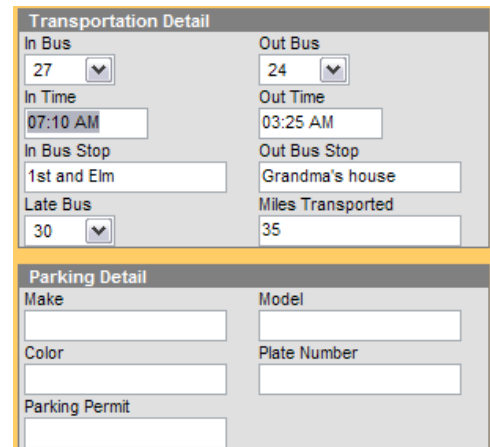 Transportation Detail
In Bus Out Bus
27 24
In Time Out Time
07:10 AM 03:25 AM
In Bus Stop Out Bus Stop
1st and Elm Grandma's house
Late Bus Miles Transported
30 35
Parking Detail
Make Model
Color Plate Number
Parking Permit